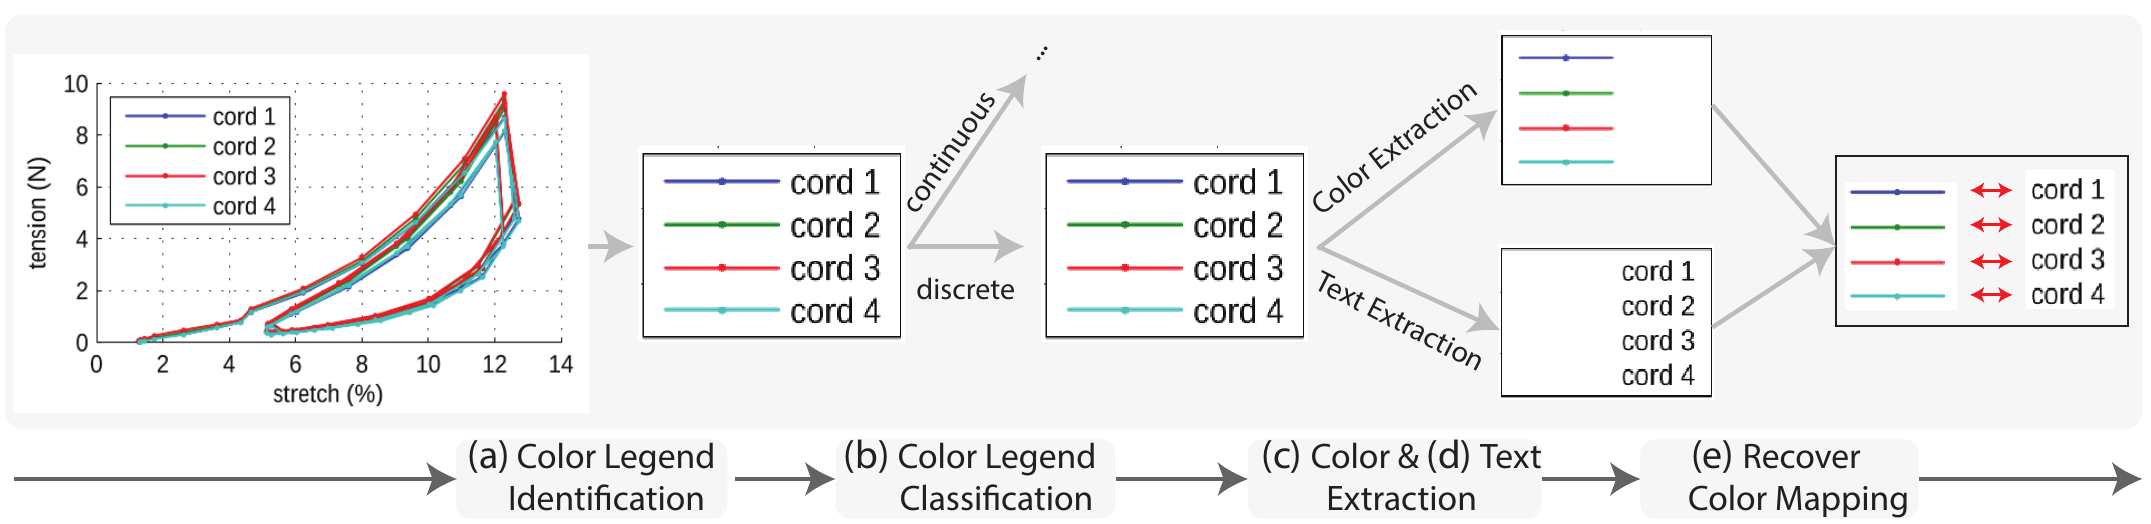 10
8
6
4
2
0
0 2 4 6 8 10 12 14
tension (N)
stretch (%)
cord 1
cord 2
cord 3
cord 4
cord 1
cord 2
cord 3
cord 4
continuous
...
discrete
cord 1
cord 2
cord 3
cord 4
Color Extraction
Text Extraction
cord 1
cord 2
cord 3
cord 4
cord 1
cord 2
cord 3
cord 4
(a) Color Legend
Identification
(b) Color Legend
Classification
(c) Color & (d) Text
Extraction
(e) Recover
Color Mapping